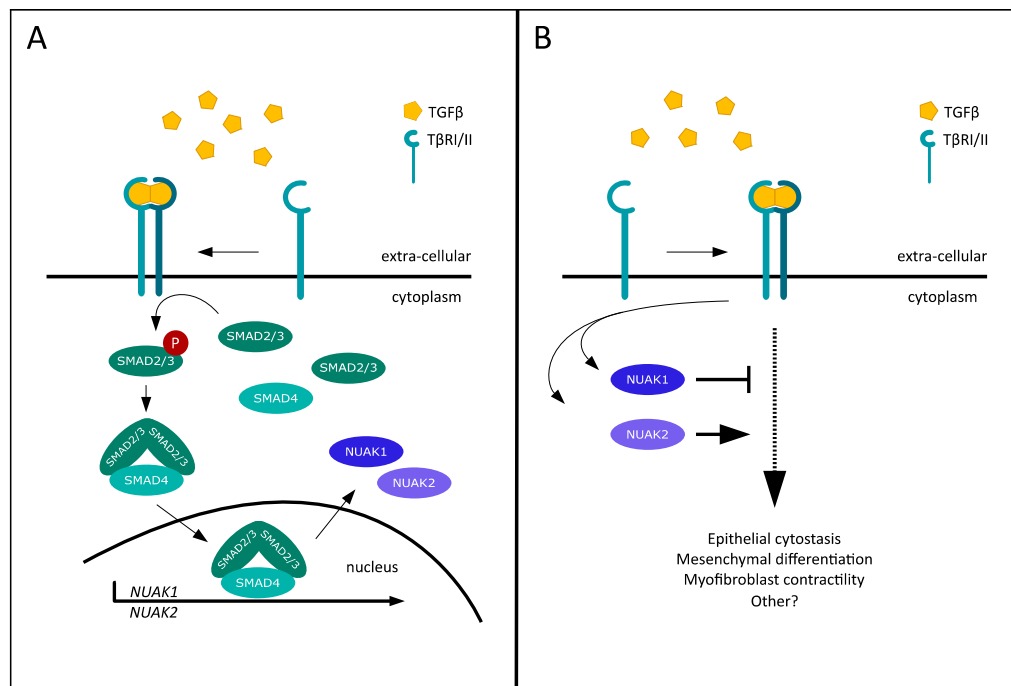 A
TGFβ
TβRI/II
extra-cellular
cytoplasm
P
SMAD2/3
SMAD2/3
SMAD2/3
SMAD4
SMAD2/3
SMAD2/3
SMAD4
NUAK1
NUAK2
SMAD2/3
SMAD2/3
SMAD4
nucleus
NUAK1
NUAK2
B
TGFβ
TβRI/II
extra-cellular
cytoplasm
NUAK1
NUAK2
Epithelial cytostasis
Mesenchymal differentiation
Myofibroblast contractility
Other?